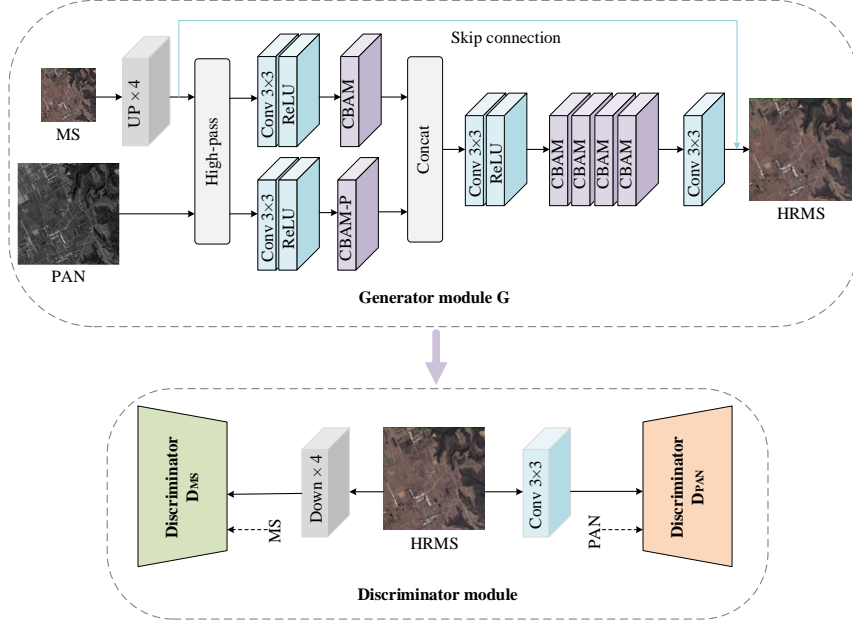 Skip connection
MS
UP × 4
High-pass
Conv 3×3
ReLU
CBAM
Concat
Conv 3×3
ReLU
CBAM
CBAM
CBAM
CBAM
Conv 3×3
HRMS
PAN
Conv 3×3
ReLU
CBAM-P
Generator module G
Discriminator
DMS
MS
Down × 4
HRMS
Conv 3×3
PAN
Discriminator
DPAN
Discriminator module